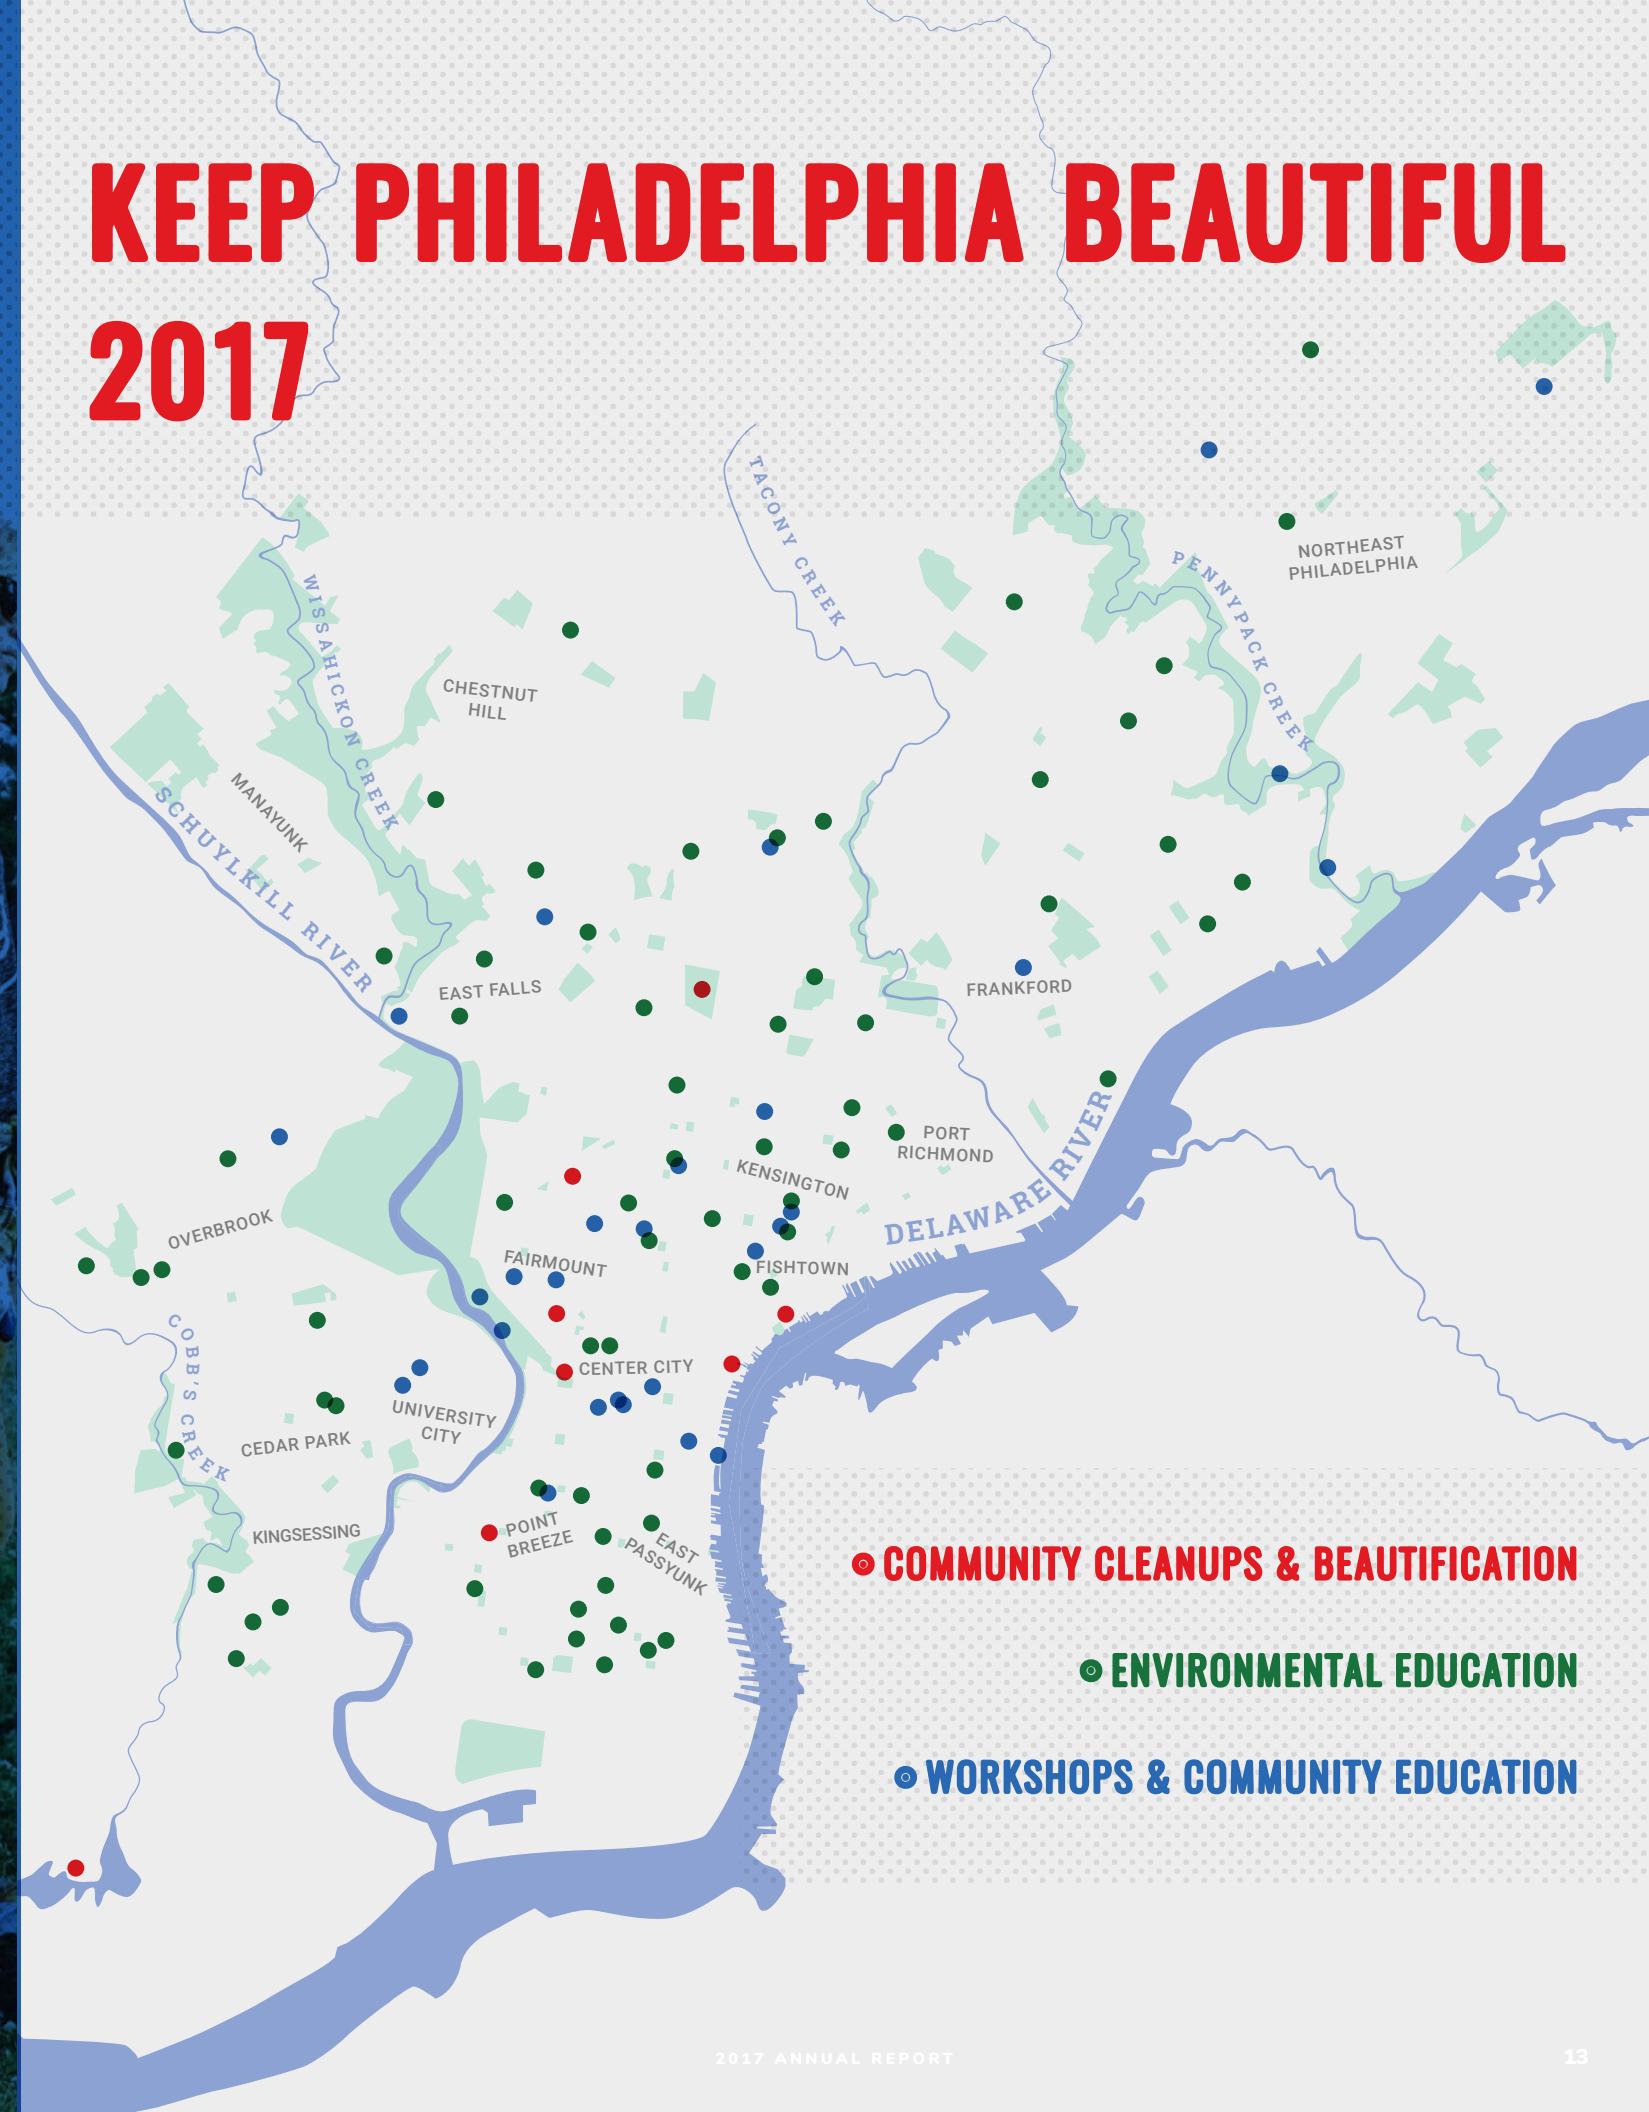 KEEP PHILADELPHIA BEAUTIFUL
2017
TACONY CREEK
NORTHEAST
PHILADELPHIA
PENNYPACK CREEK
WISSAHICKON CREEK
CHESTNUT
HILL
MANAYUNK
SCHUYLKILL RIVER
EAST FALLS
FRANKFORD
PORT
RICHMOND
KENSINGTON
DELAWARE RIVER
OVERBROOK
FAIRMOUNT
FISHTOWN
COBB'S CREEK
CENTER CITY
UNIVERSITY
CITY
CEDAR PARK
KINGSESSING
POINT
BREEZE
EAST
PASSYUNK
COMMUNITY CLEANUPS & BEAUTIFICATION
ENVIRONMENTAL EDUCATION
WORKSHOPS & COMMUNITY EDUCATION
2017 ANNUAL REPORT
13